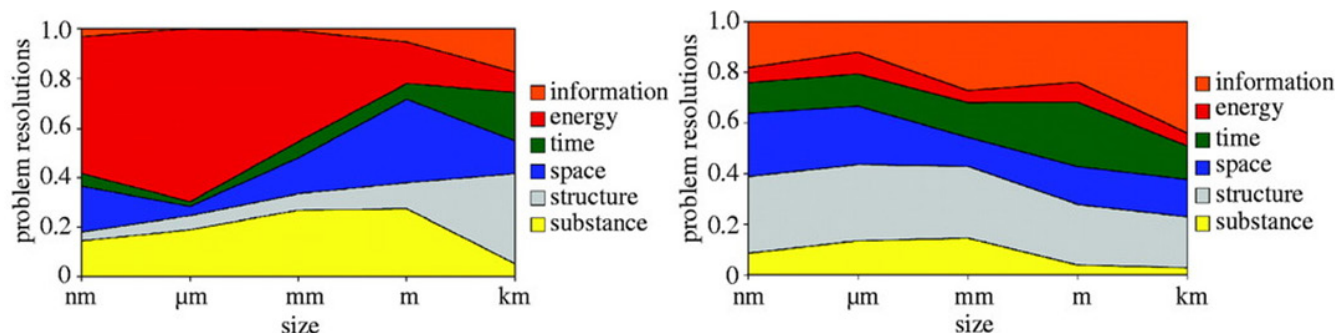 problem resolutions
1.0
0.8
0.6
0.4
0.2
0
nm
µm
mm
m
km
size
information
energy
time
space
structure
substance
problem resolutions
1.0
0.8
0.6
0.4
0.2
0
nm
µm
mm
m
km
size
information
energy
time
space
structure
substance